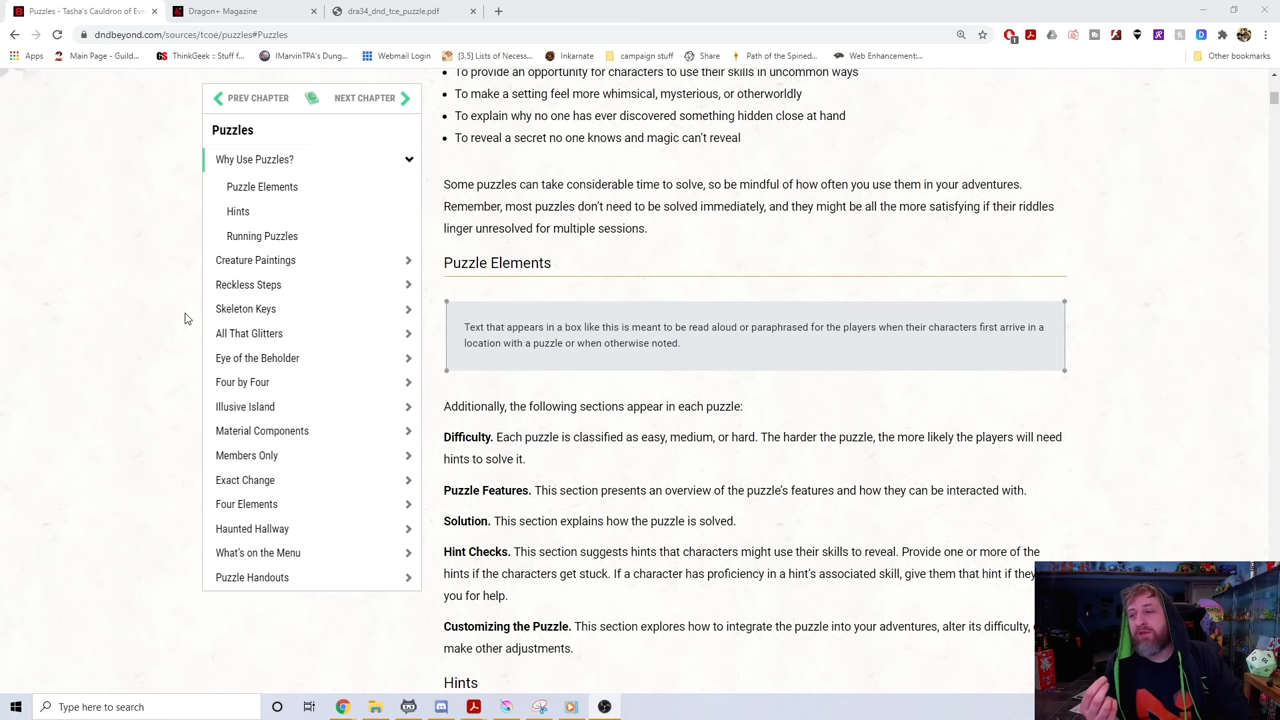 Puzzles - Tasha's Cauldron of Eve
Dragon+ Magazine
dra34_dnd_tce_puzzle.pdf
dndbeyond.com/sources/tcoe/puzzles#Puzzles
Apps
Main Page - Guild...
ThinkGeek :: Stuff f...
IMarvinTPA's Dung...
Webmail Login
[3.5] Lists of Necess...
Inkarnate
campaign stuff
Share
Path of the Spined...
Web Enhancement:...
Other bookmarks
PREV CHAPTER
NEXT CHAPTER
Puzzles
Why Use Puzzles?
Puzzle Elements
Hints
Running Puzzles
Creature Paintings
Reckless Steps
Skeleton Keys
All That Glitters
Eye of the Beholder
Four by Four
Illusive Island
Material Components
Members Only
Exact Change
Four Elements
Haunted Hallway
What's on the Menu
Puzzle Handouts
To provide an opportunity for characters to use their skills in uncommon ways
To make a setting feel more whimsical, mysterious, or otherworldly
To explain why no one has ever discovered something hidden close at hand
To reveal a secret no one knows and magic can't reveal
Some puzzles can take considerable time to solve, so be mindful of how often you use them in your adventures.
Remember, most puzzles don't need to be solved immediately, and they might be all the more satisfying if their riddles
linger unresolved for multiple sessions.
Puzzle Elements
Text that appears in a box like this is meant to be read aloud or paraphrased for the players when their characters first arrive in a
location with a puzzle or when otherwise noted.
Additionally, the following sections appear in each puzzle:
Difficulty. Each puzzle is classified as easy, medium, or hard. The harder the puzzle, the more likely the players will need
hints to solve it.
Puzzle Features. This section presents an overview of the puzzle's features and how they can be interacted with.
Solution. This section explains how the puzzle is solved.
Hint Checks. This section suggests hints that characters might use their skills to reveal. Provide one or more of the
hints if the characters get stuck. If a character has proficiency in a hint's associated skill, give them that hint if they
you for help.
Customizing the Puzzle. This section explores how to integrate the puzzle into your adventures, alter its difficulty,
make other adjustments.
Hints
Type here to search